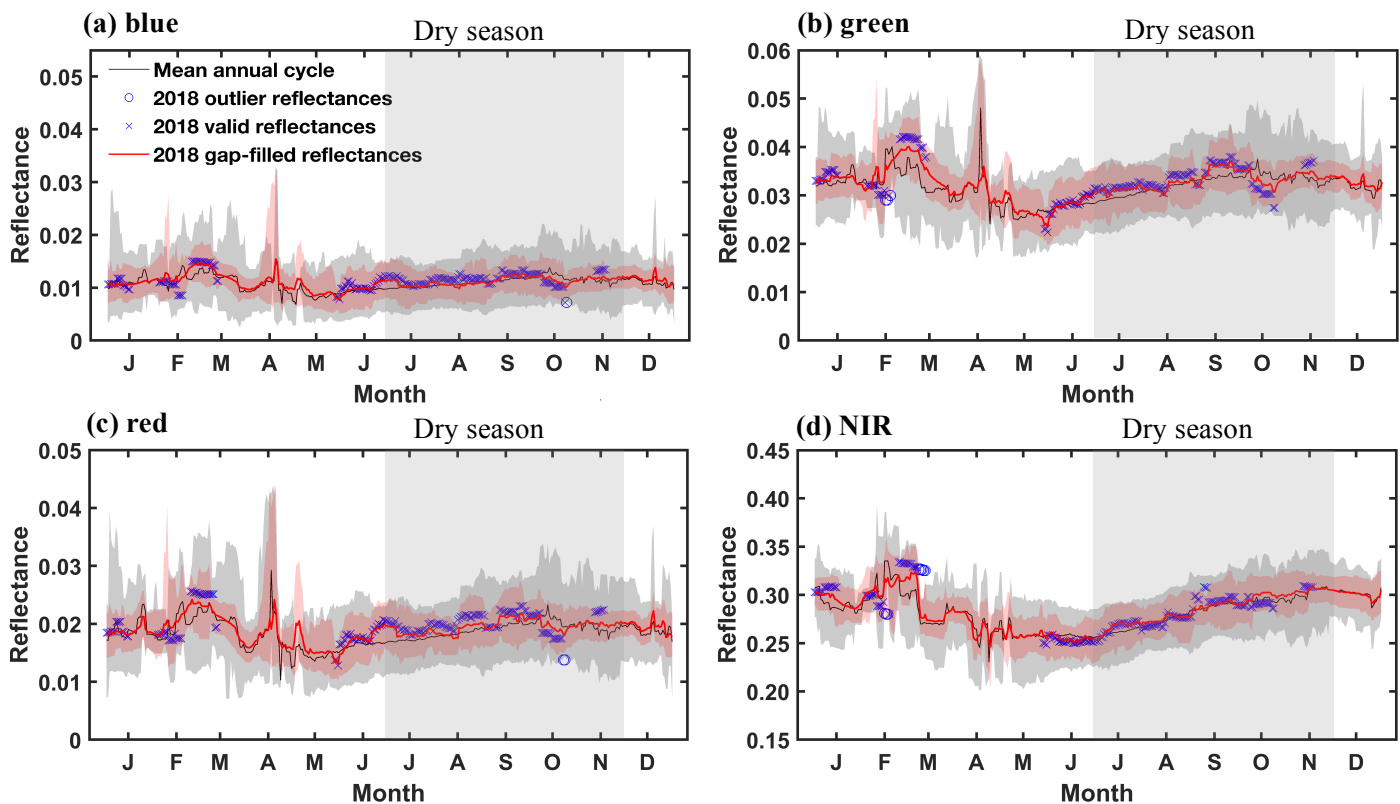 (a) blue
Dry season
0.05
0.04
0.03
0.02
0.01
0
Reflectance
Mean annual cycle
2018 outlier reflectances
2018 valid reflectances
2018 gap-filled reflectances
J F M A M J J A S O N D
Month
(b) green
Dry season
0.06
0.05
0.04
0.03
0.02
0.01
0
Reflectance
J F M A M J J A S O N D
Month
(c) red
Dry season
0.05
0.04
0.03
0.02
0.01
0
Reflectance
J F M A M J J A S O N D
Month
(d) NIR
Dry season
0.45
0.40
0.35
0.30
0.25
0.20
0.15
Reflectance
J F M A M J J A S O N D
Month